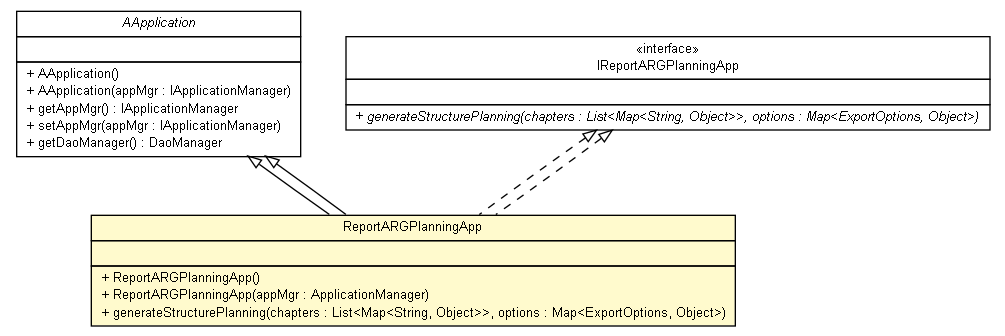 AApplication
+ AApplication()
+ AApplication(appMgr : IApplicationManager)
+ getAppMgr() : IApplicationManager
+ setAppMgr(appMgr : IApplicationManager)
+ getDaoManager() : DaoManager
«interface»
IReportARGPlanningApp
+ generateStructurePlanning(chapters : List<Map<String, Object>>, options : Map<ExportOptions, Object>)
ReportARGPlanningApp
+ ReportARGPlanningApp()
+ ReportARGPlanningApp(appMgr : ApplicationManager)
+ generateStructurePlanning(chapters : List<Map<String, Object>>, options : Map<ExportOptions, Object>)